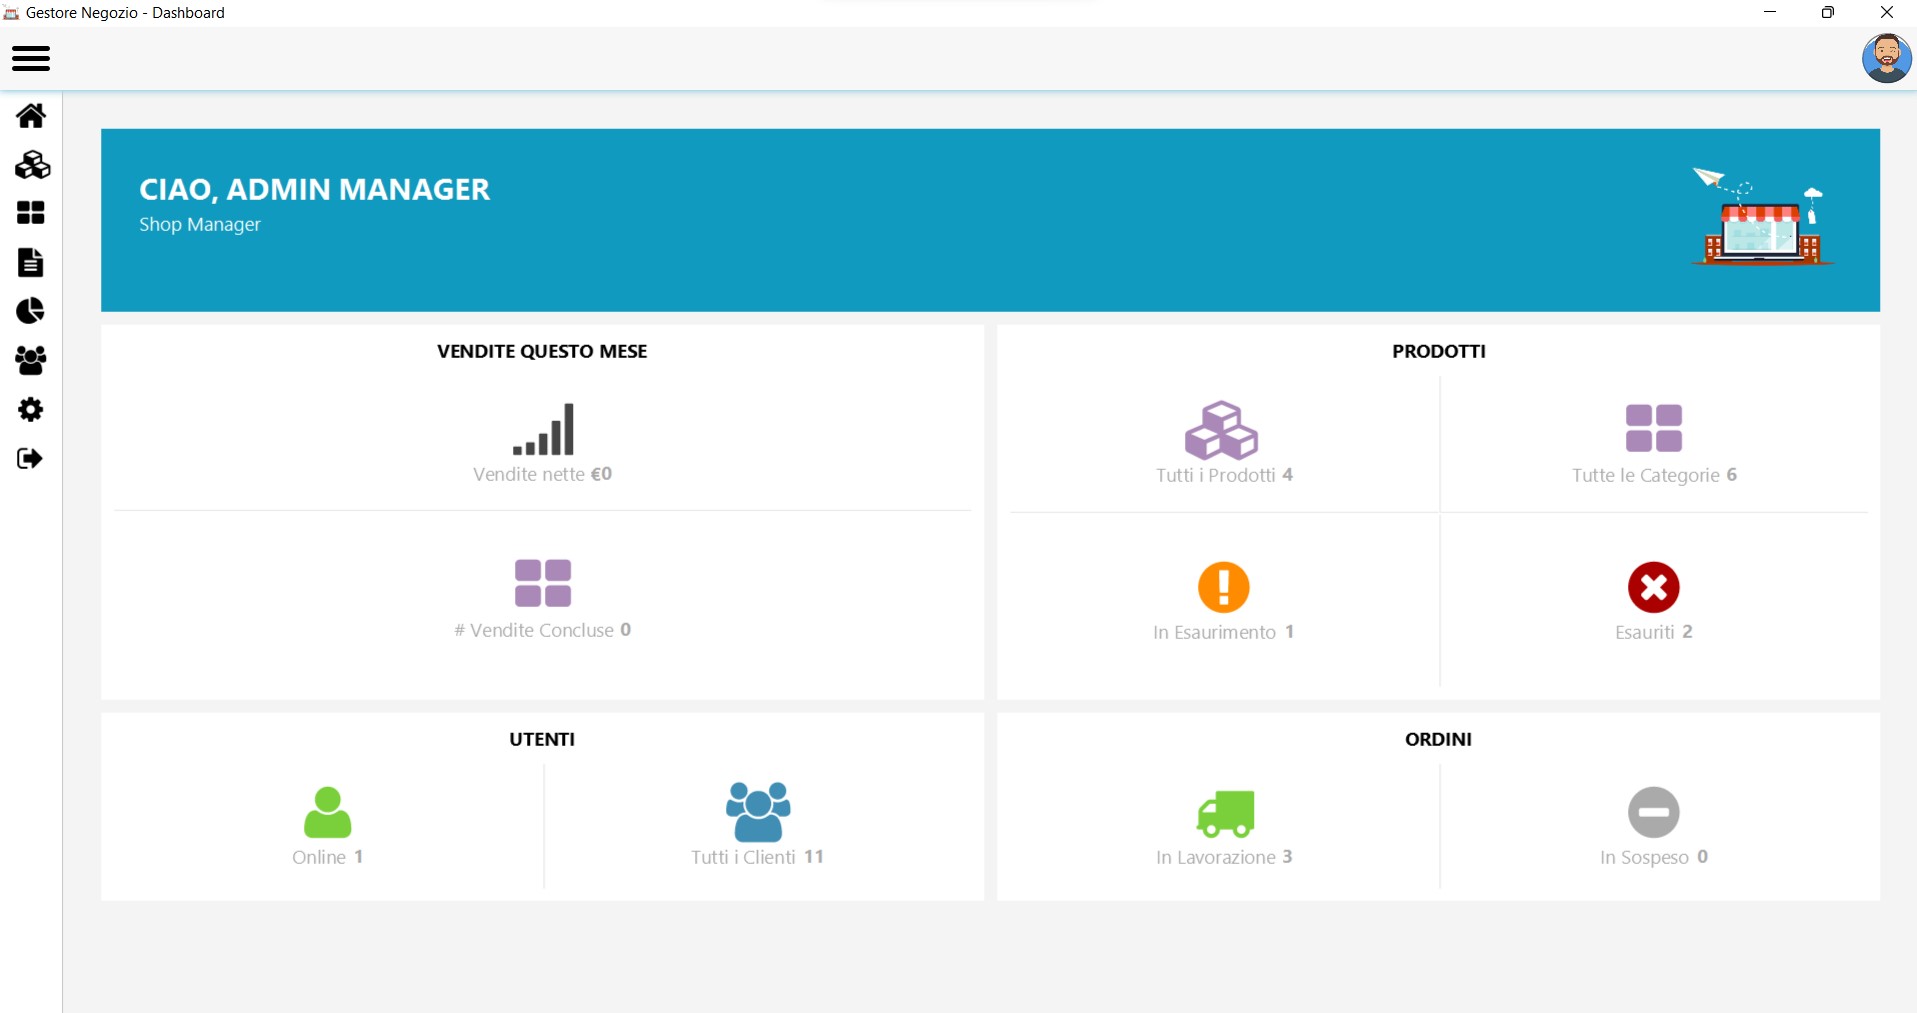 Gestore Negozio - Dashboard
CIAO, ADMIN MANAGER
Shop Manager
VENDITE QUESTO MESE
Vendite nette €0
# Vendite Concluse 0
PRODOTTI
Tutti i Prodotti 4
Tutte le Categorie 6
In Esaurimento 1
Esauriti 2
UTENTI
Online 1
Tutti i Clienti 11
ORDINI
In Lavorazione 3
In Sospeso 0